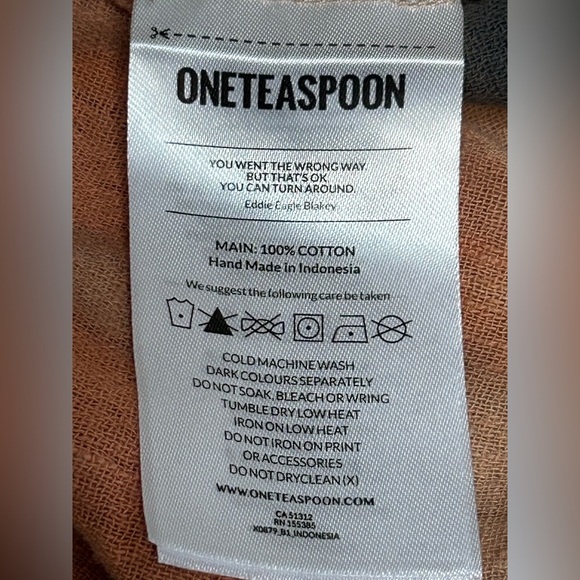 ONETEASPOON
YOU WENT THE WRONG WAY.
BUT THAT'S OK.
YOU CAN TURN AROUND.
Eddie Eagle Blakey
MAIN: 100% COTTON
Hand Made in Indonesia
We suggest the following care be taken
COLD MACHINE WASH
DARK COLOURS SEPARATELY
DO NOT SOAK, BLEACH OR WRING
TUMBLE DRY LOW HEAT
IRON ON LOW HEAT
DO NOT IRON ON PRINT
OR ACCESSORIES
DO NOT DRYCLEAN (X)
WWW.ONETEASPOON.COM
CA 51312
RN 155385
X0879_B1_INDONESIA